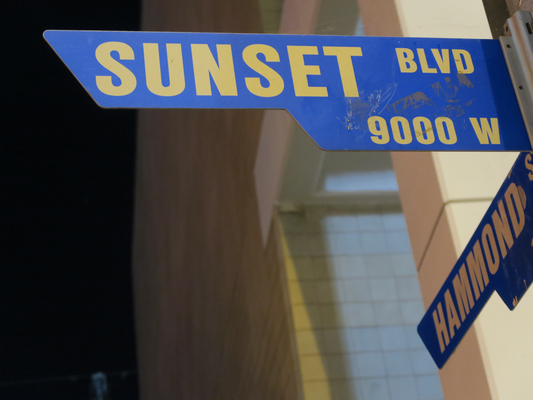 SUNSET BLVD
9000 W
HAMMOND